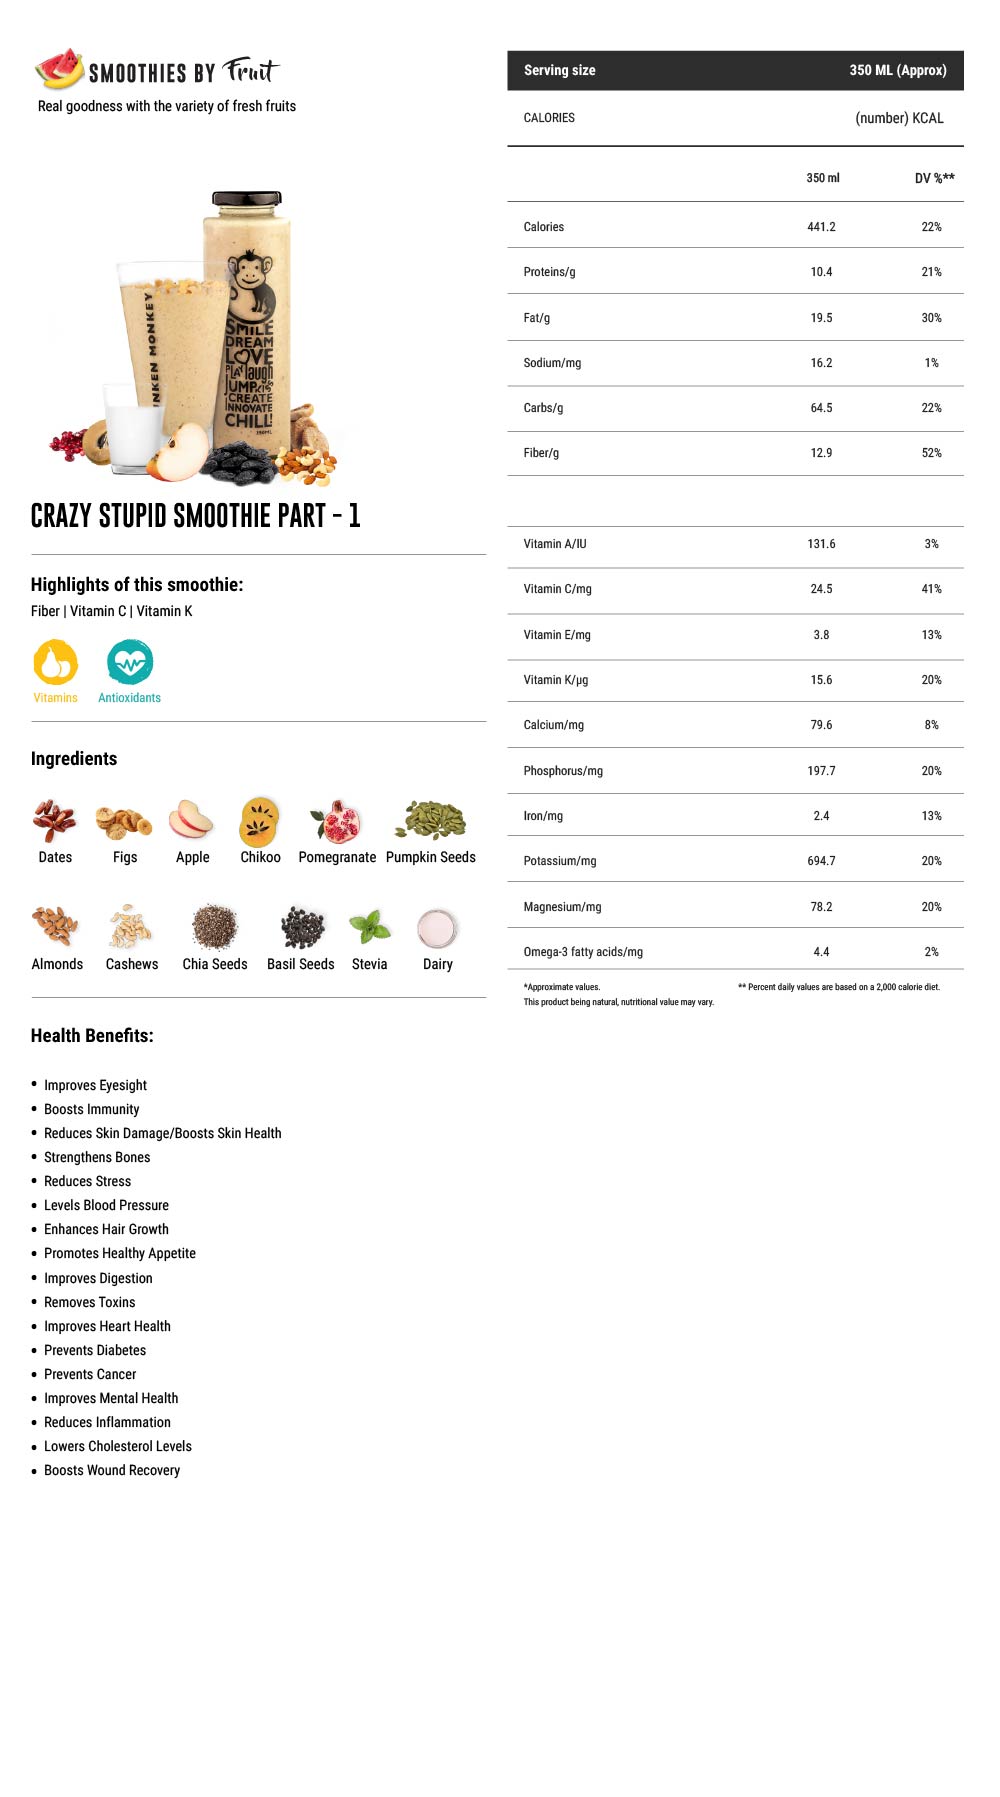 SMOOTHIES BY Fruit
Real goodness with the variety of fresh fruits
NKEN MONKEY
SMILE
DREAM
LOVE
PLAY laugh
JUMP KISS
CREATE
INNOVATE
CHILL!
350ML
CRAZY STUPID SMOOTHIE PART - 1
Highlights of this smoothie:
Fiber | Vitamin C | Vitamin K
Vitamins Antioxidants
Ingredients
Dates Figs Apple Chikoo Pomegranate Pumpkin Seeds
Almonds Cashews Chia Seeds Basil Seeds Stevia Dairy
Health Benefits:
• Improves Eyesight
• Boosts Immunity
• Reduces Skin Damage/Boosts Skin Health
• Strengthens Bones
• Reduces Stress
• Levels Blood Pressure
• Enhances Hair Growth
• Promotes Healthy Appetite
• Improves Digestion
• Removes Toxins
• Improves Heart Health
• Prevents Diabetes
• Prevents Cancer
• Improves Mental Health
• Reduces Inflammation
• Lowers Cholesterol Levels
• Boosts Wound Recovery
Serving size 350 ML (Approx)
CALORIES (number) KCAL
350 ml DV %**
Calories 441.2 22%
Proteins/g 10.4 21%
Fat/g 19.5 30%
Sodium/mg 16.2 1%
Carbs/g 64.5 22%
Fiber/g 12.9 52%
Vitamin A/IU 131.6 3%
Vitamin C/mg 24.5 41%
Vitamin E/mg 3.8 13%
Vitamin K/µg 15.6 20%
Calcium/mg 79.6 8%
Phosphorus/mg 197.7 20%
Iron/mg 2.4 13%
Potassium/mg 694.7 20%
Magnesium/mg 78.2 20%
Omega-3 fatty acids/mg 4.4 2%
*Approximate values. ** Percent daily values are based on a 2,000 calorie diet.
This product being natural, nutritional value may vary.